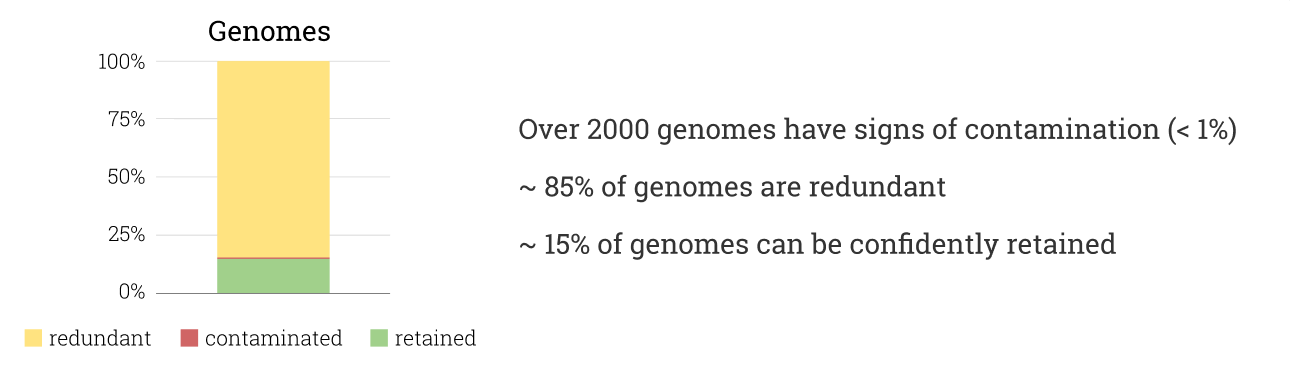 Genomes
100%
75%
50%
25%
0%
redundant contaminated retained
Over 2000 genomes have signs of contamination (< 1%)
~ 85% of genomes are redundant
~ 15% of genomes can be confidently retained